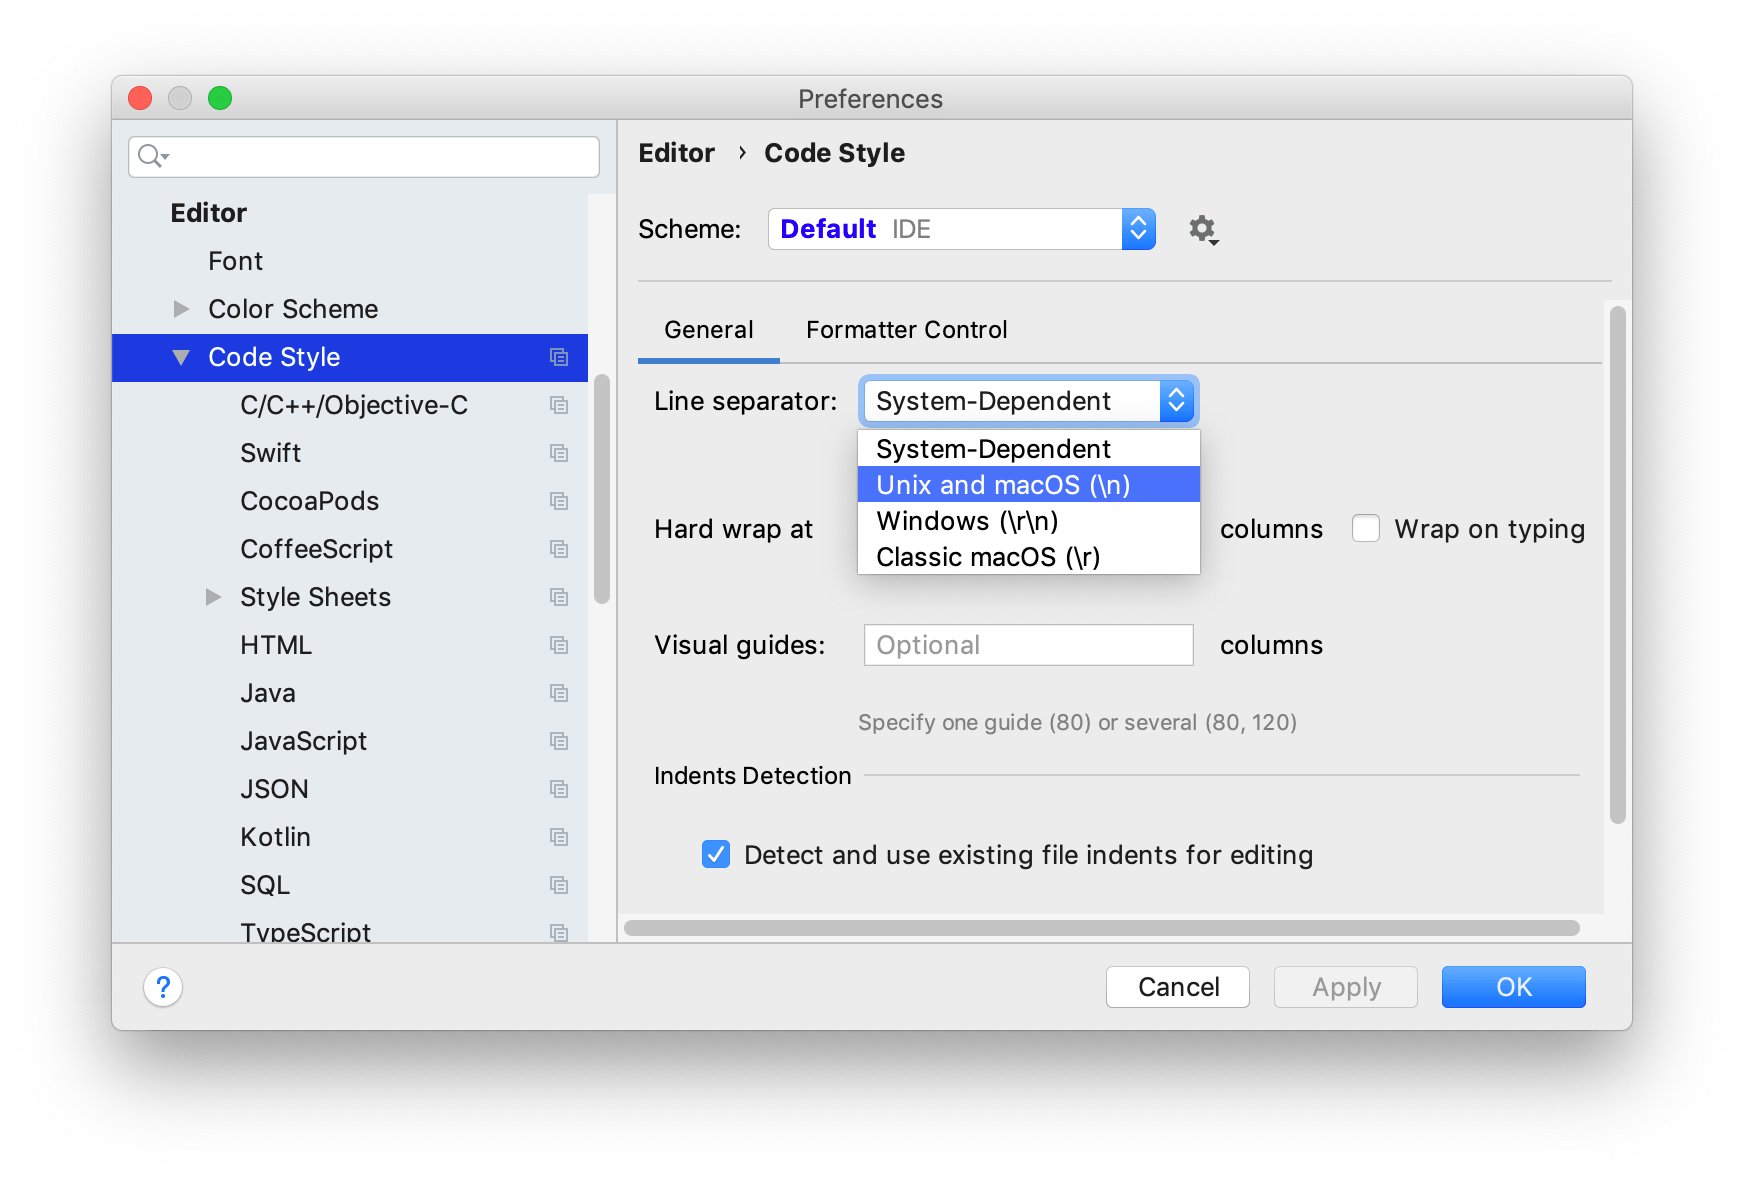 Preferences
Editor
Font
Color Scheme
Code Style
C/C++/Objective-C
Swift
CocoaPods
CoffeeScript
Style Sheets
HTML
Java
JavaScript
JSON
Kotlin
SQL
TypeScript
Editor › Code Style
Scheme: Default IDE
General Formatter Control
Line separator: System-Dependent
System-Dependent
Unix and macOS (\n)
Windows (\r\n)
Classic macOS (\r)
Hard wrap at columns Wrap on typing
Visual guides: Optional columns
Specify one guide (80) or several (80, 120)
Indents Detection
Detect and use existing file indents for editing
? Cancel Apply OK